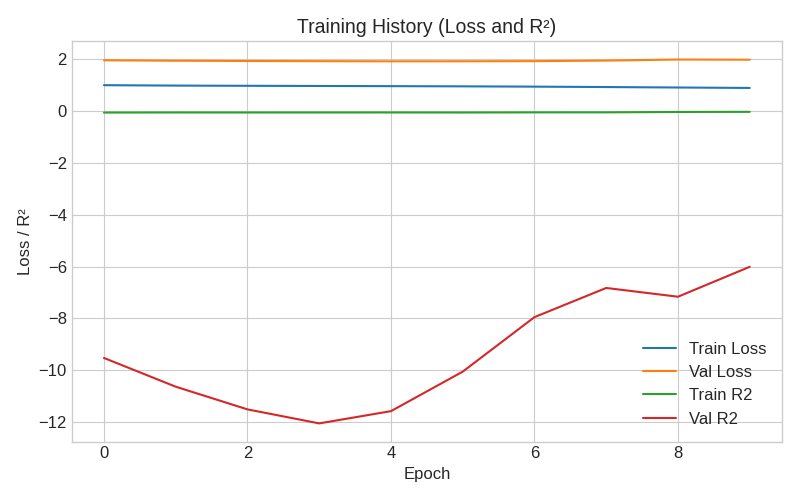 Training History (Loss and R²)
Loss / R²
2
0
−2
−4
−6
−8
−10
−12
Train Loss
Val Loss
Train R2
Val R2
0 2 4 6 8
Epoch